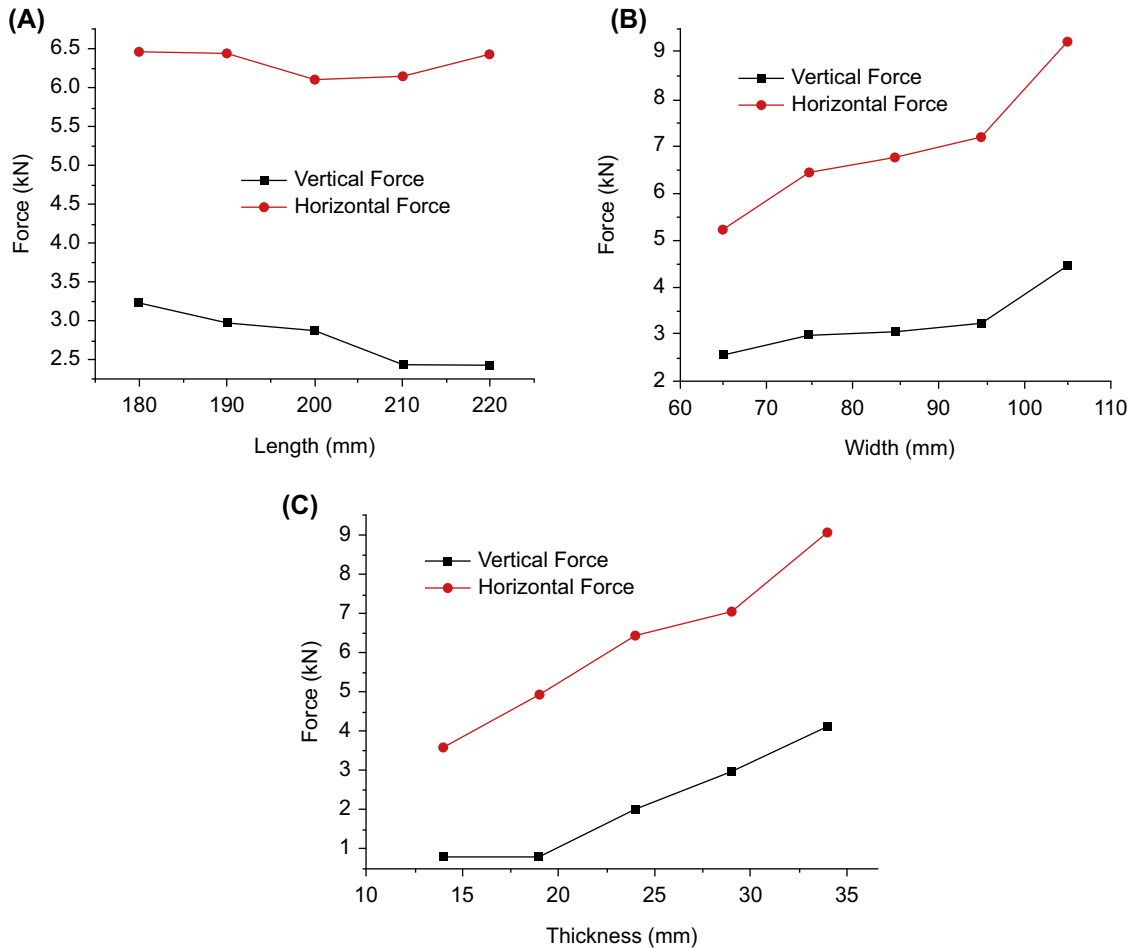 (A)
6.5
6.0
5.5
5.0
4.5
4.0
3.5
3.0
2.5
Force (kN)
Vertical Force
Horizontal Force
180 190 200 210 220
Length (mm)
(B)
9
8
7
6
5
4
3
2
Force (kN)
Vertical Force
Horizontal Force
60 70 80 90 100 110
Width (mm)
(C)
9
8
7
6
5
4
3
2
1
Force (kN)
Vertical Force
Horizontal Force
10 15 20 25 30 35
Thickness (mm)